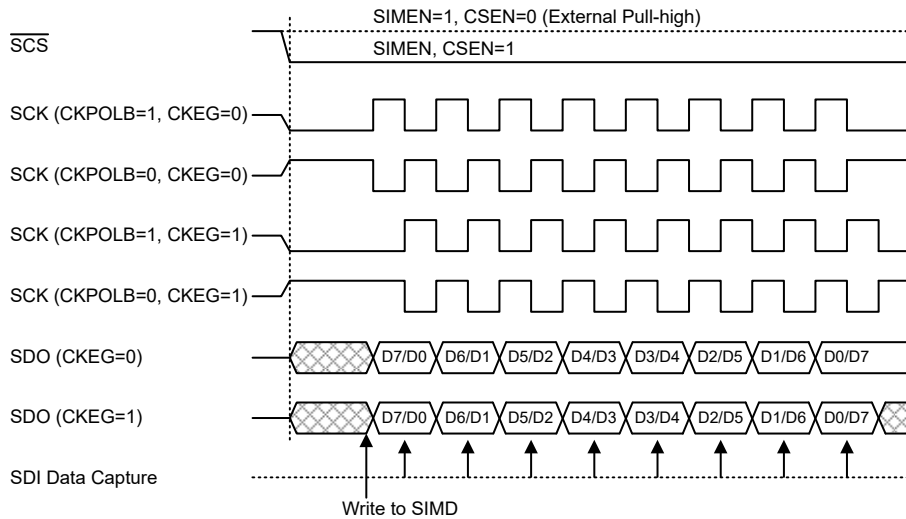 SIMEN=1, CSEN=0 (External Pull-high)
SCS
SIMEN, CSEN=1
SCK (CKPOLB=1, CKEG=0)
SCK (CKPOLB=0, CKEG=0)
SCK (CKPOLB=1, CKEG=1)
SCK (CKPOLB=0, CKEG=1)
SDO (CKEG=0) D7/D0 D6/D1 D5/D2 D4/D3 D3/D4 D2/D5 D1/D6 D0/D7
SDO (CKEG=1) D7/D0 D6/D1 D5/D2 D4/D3 D3/D4 D2/D5 D1/D6 D0/D7
SDI Data Capture
Write to SIMD